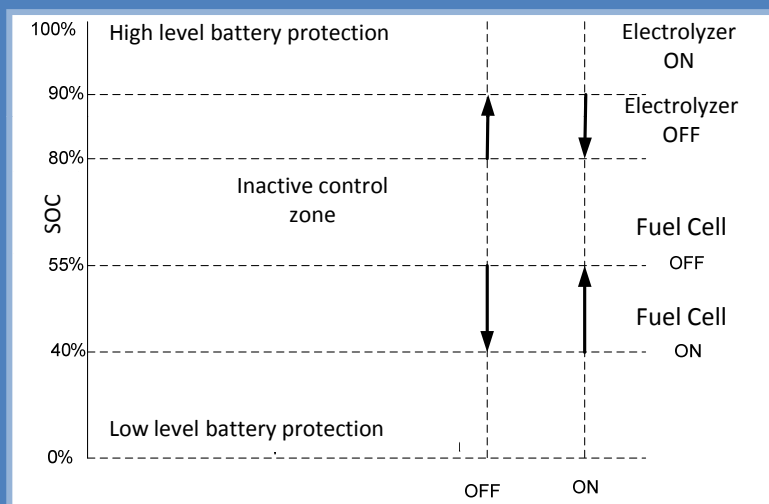 100%
High level battery protection
Electrolyzer
ON
90%
Electrolyzer
OFF
80%
Inactive control
zone
SOC
Fuel Cell
55%
OFF
Fuel Cell
40%
ON
Low level battery protection
0%
OFF
ON